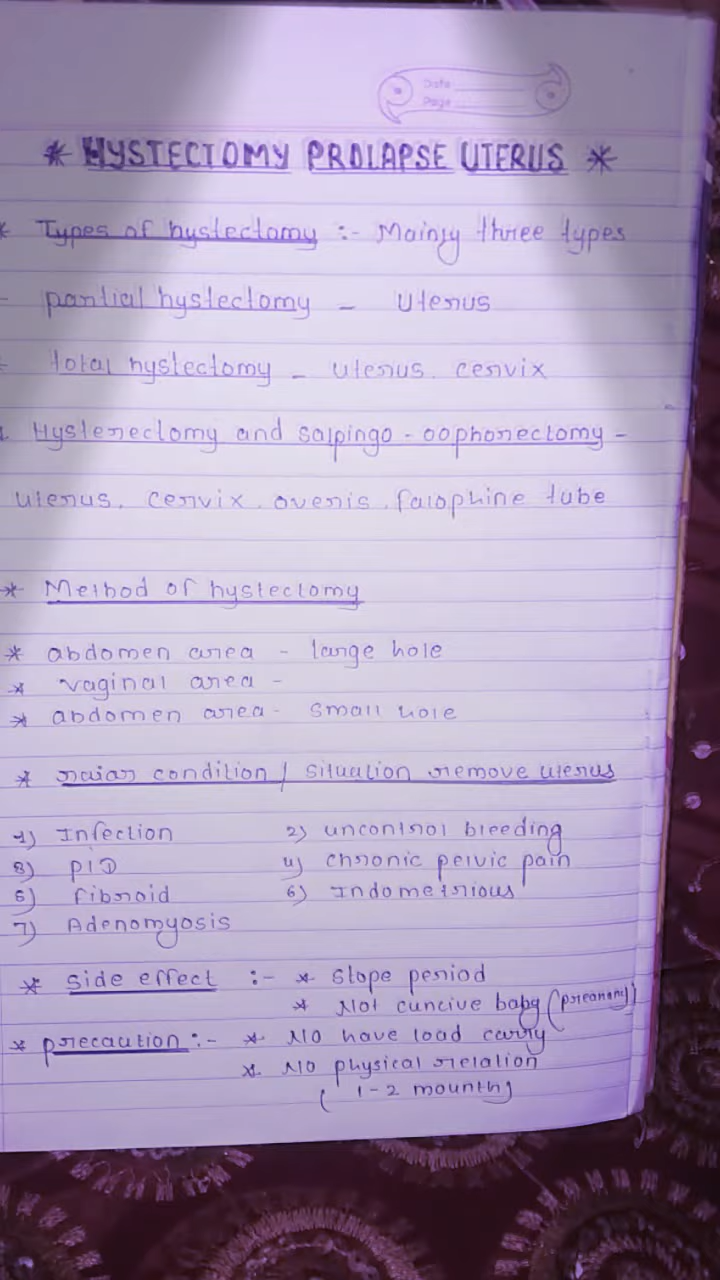 Date
Page
* HYSTECTOMY PROLAPSE UTERUS *
* Types of hystectomy :- Mainly three types
- partial hystectomy - Uterus
- total hystectomy - uterus. cervix
Hysterectomy and salpingo - oophorectomy -
uterus. cervix. overis. falophine tube
* Method of hystectomy
* abdomen area - large hole
* vaginal area -
* abdomen area - small hole
* condition / situation remove uterus
1) Infection 2) uncontrol bleeding
3) PID 4) chronic pelvic pain
5) fibroid 6) Indometrious
7) Adenomyosis
* side effect :- * stope period
* Not cuncive baby (preanancy)
* precaution :- * No have load carry
* No physical relation
( 1-2 mounth)